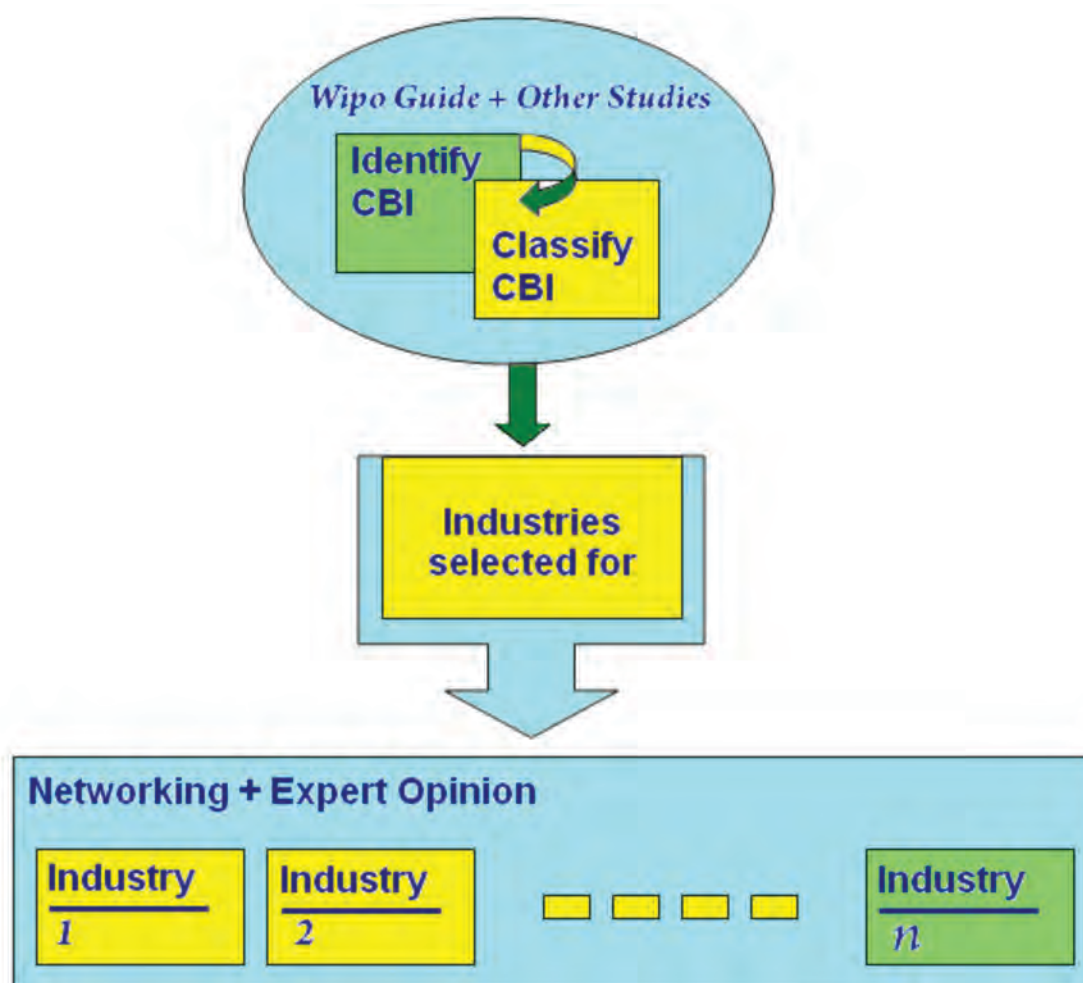 Wipo Guide + Other Studies
Identify
CBI
Classify
CBI
Industries
selected for
Networking + Expert Opinion
Industry
1
Industry
2
Industry
n